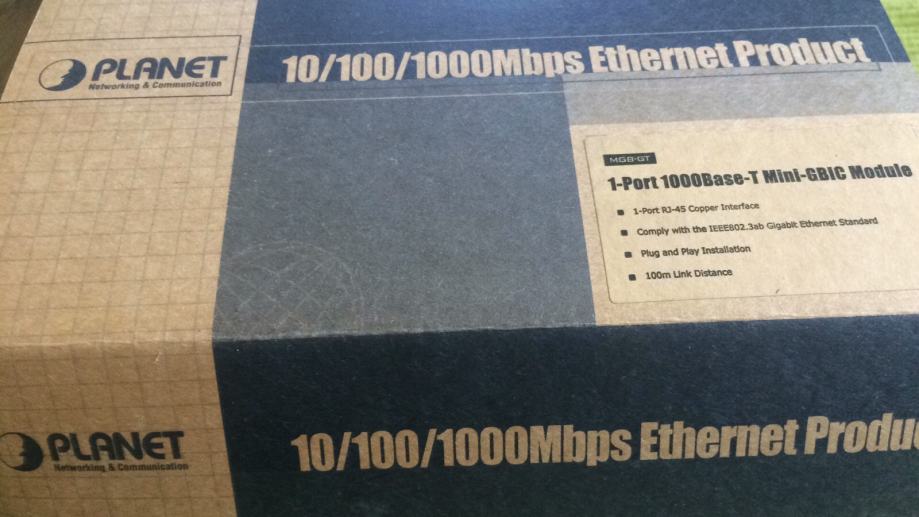 PLANET
Networking & Communication
10/100/1000Mbps Ethernet Product
MGB-GT
1-Port 1000Base-T Mini-GBIC Module
1-Port RJ-45 Copper Interface
Comply with the IEEE802.3ab Gigabit Ethernet Standard
Plug and Play Installation
100m Link Distance
PLANET
Networking & Communication
10/100/1000Mbps Ethernet Produ